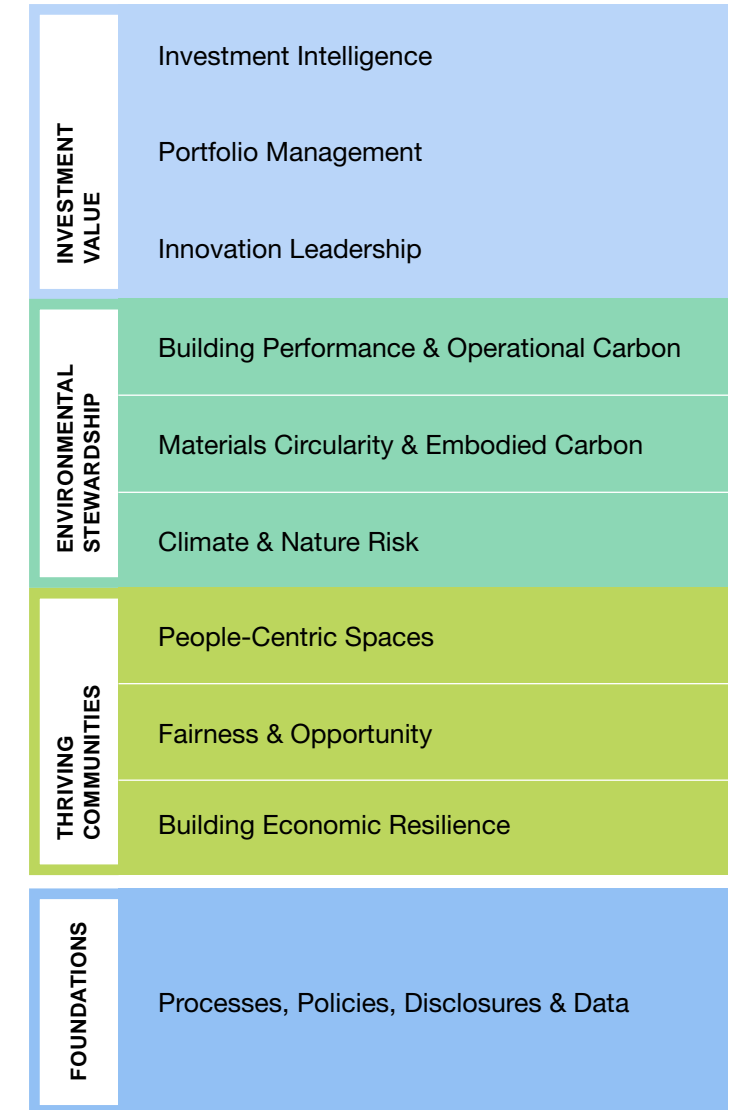 INVESTMENT
VALUE
Investment Intelligence
Portfolio Management
Innovation Leadership
ENVIRONMENTAL
STEWARDSHIP
Building Performance & Operational Carbon
Materials Circularity & Embodied Carbon
Climate & Nature Risk
THRIVING
COMMUNITIES
People-Centric Spaces
Fairness & Opportunity
Building Economic Resilience
FOUNDATIONS
Processes, Policies, Disclosures & Data